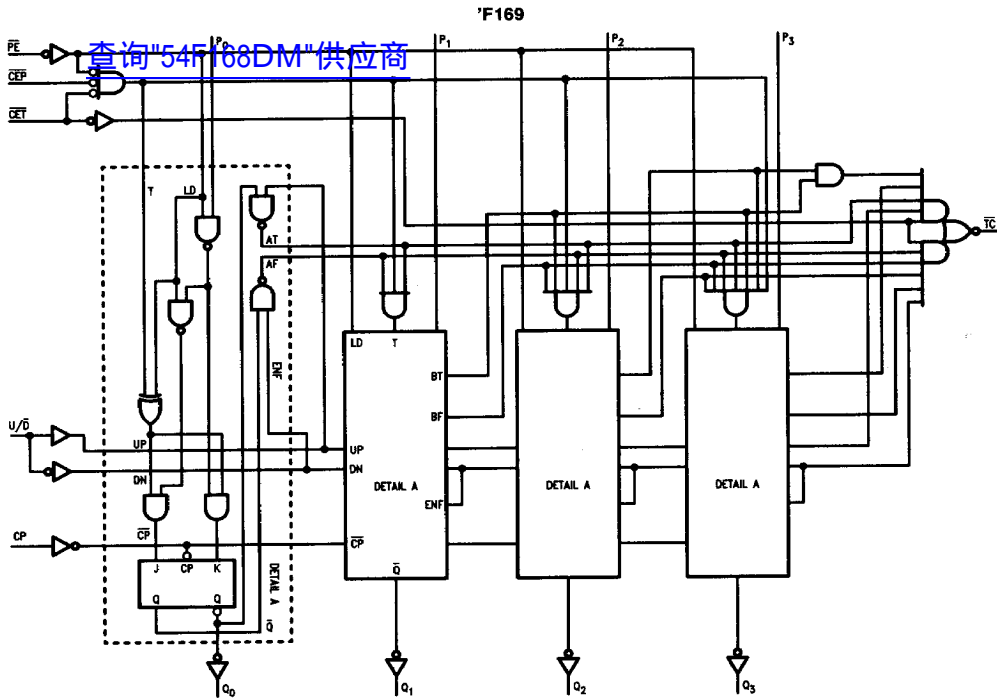 'F169
PE
查询"54F168DM"供应商
P0
P1
P2
P3
CEP
CET
T
LD
AT
AF
TC
ENF
LD
T
BT
BF
U/D
UP
DN
UP
DN
DETAIL A
DETAIL A
DETAIL A
ENF
CP
CP
CP
J
CP
K
Q
Q
Q
DETAIL A
Q
Q0
Q1
Q2
Q3